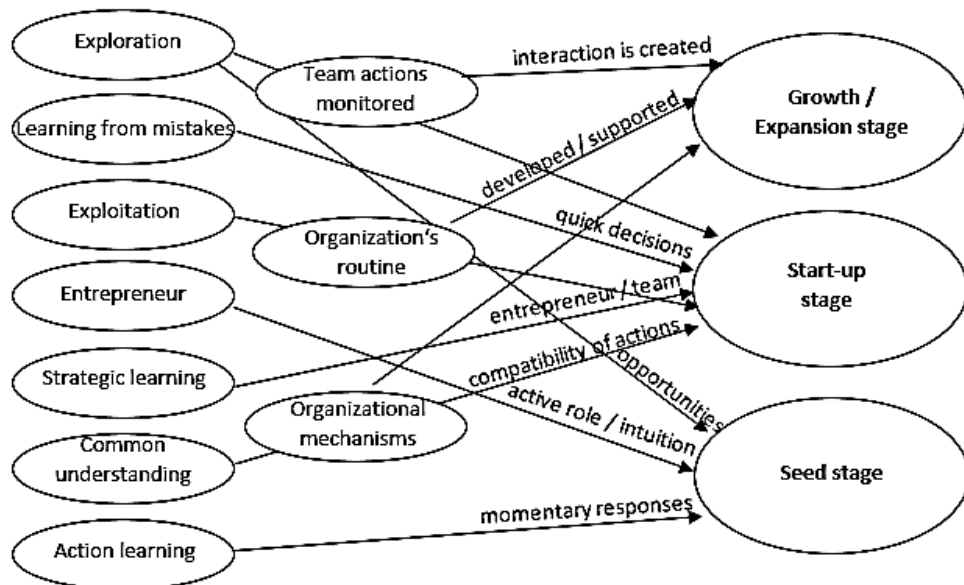 Exploration
Learning from mistakes
Exploitation
Entrepreneur
Strategic learning
Common
understanding
Action learning
Team actions
monitored
Organization's
routine
Organizational
mechanisms
interaction is created
developed / supported
quick decisions
entrepreneur / team
compatibility of actions
opportunities
active role / intuition
momentary responses
Growth /
Expansion stage
Start-up
stage
Seed stage